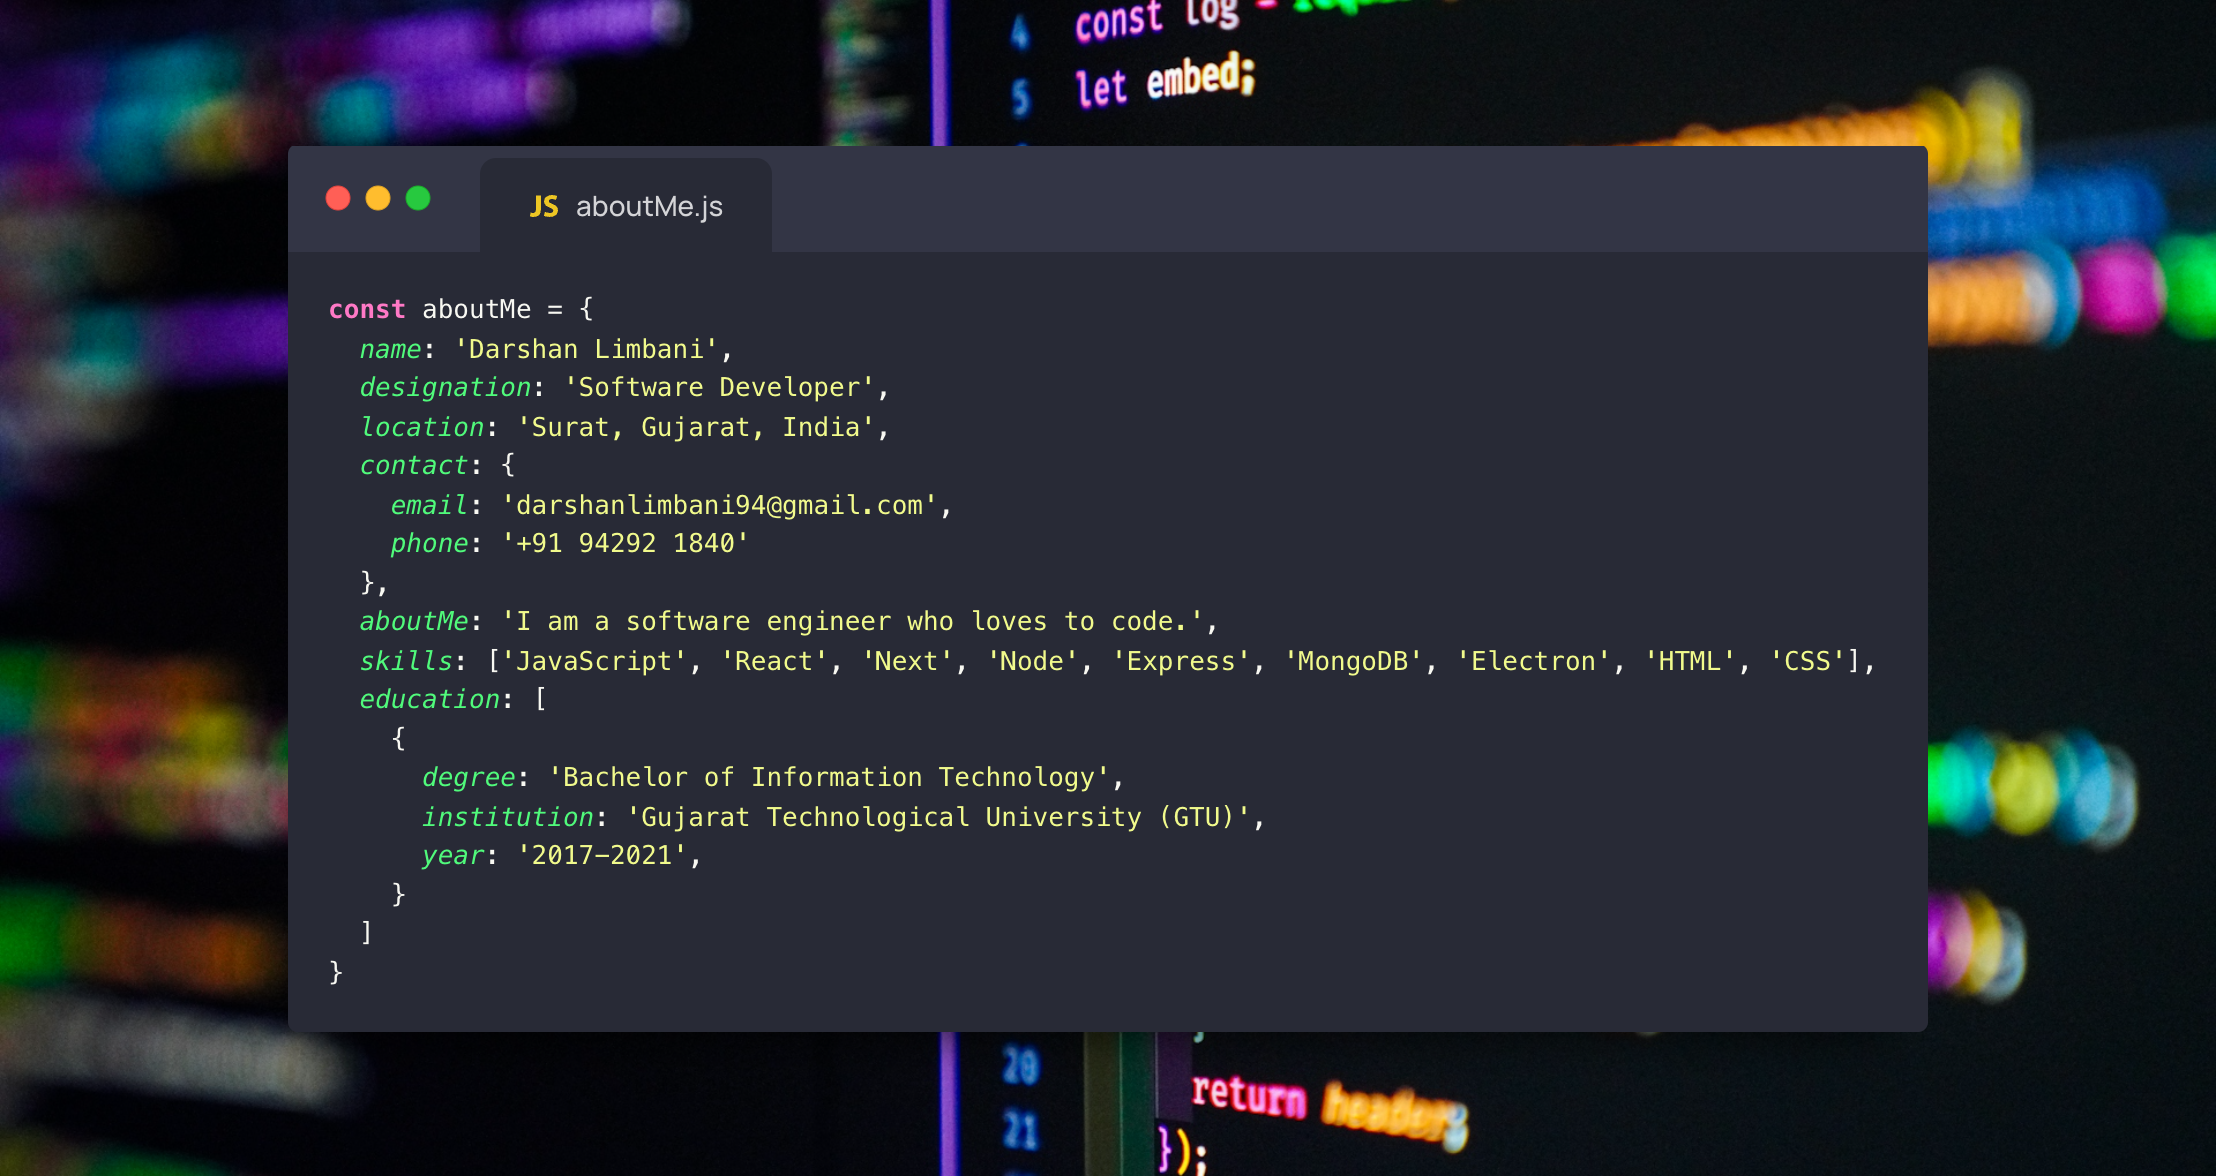 4 const log =
5 let embed;
JS aboutMe.js
const aboutMe = {
  name: 'Darshan Limbani',
  designation: 'Software Developer',
  location: 'Surat, Gujarat, India',
  contact: {
    email: 'darshanlimbani94@gmail.com',
    phone: '+91 94292 1840'
  },
  aboutMe: 'I am a software engineer who loves to code.',
  skills: ['JavaScript', 'React', 'Next', 'Node', 'Express', 'MongoDB', 'Electron', 'HTML', 'CSS'],
  education: [
    {
      degree: 'Bachelor of Information Technology',
      institution: 'Gujarat Technological University (GTU)',
      year: '2017-2021',
    }
  ]
}
20 return header;
21 });